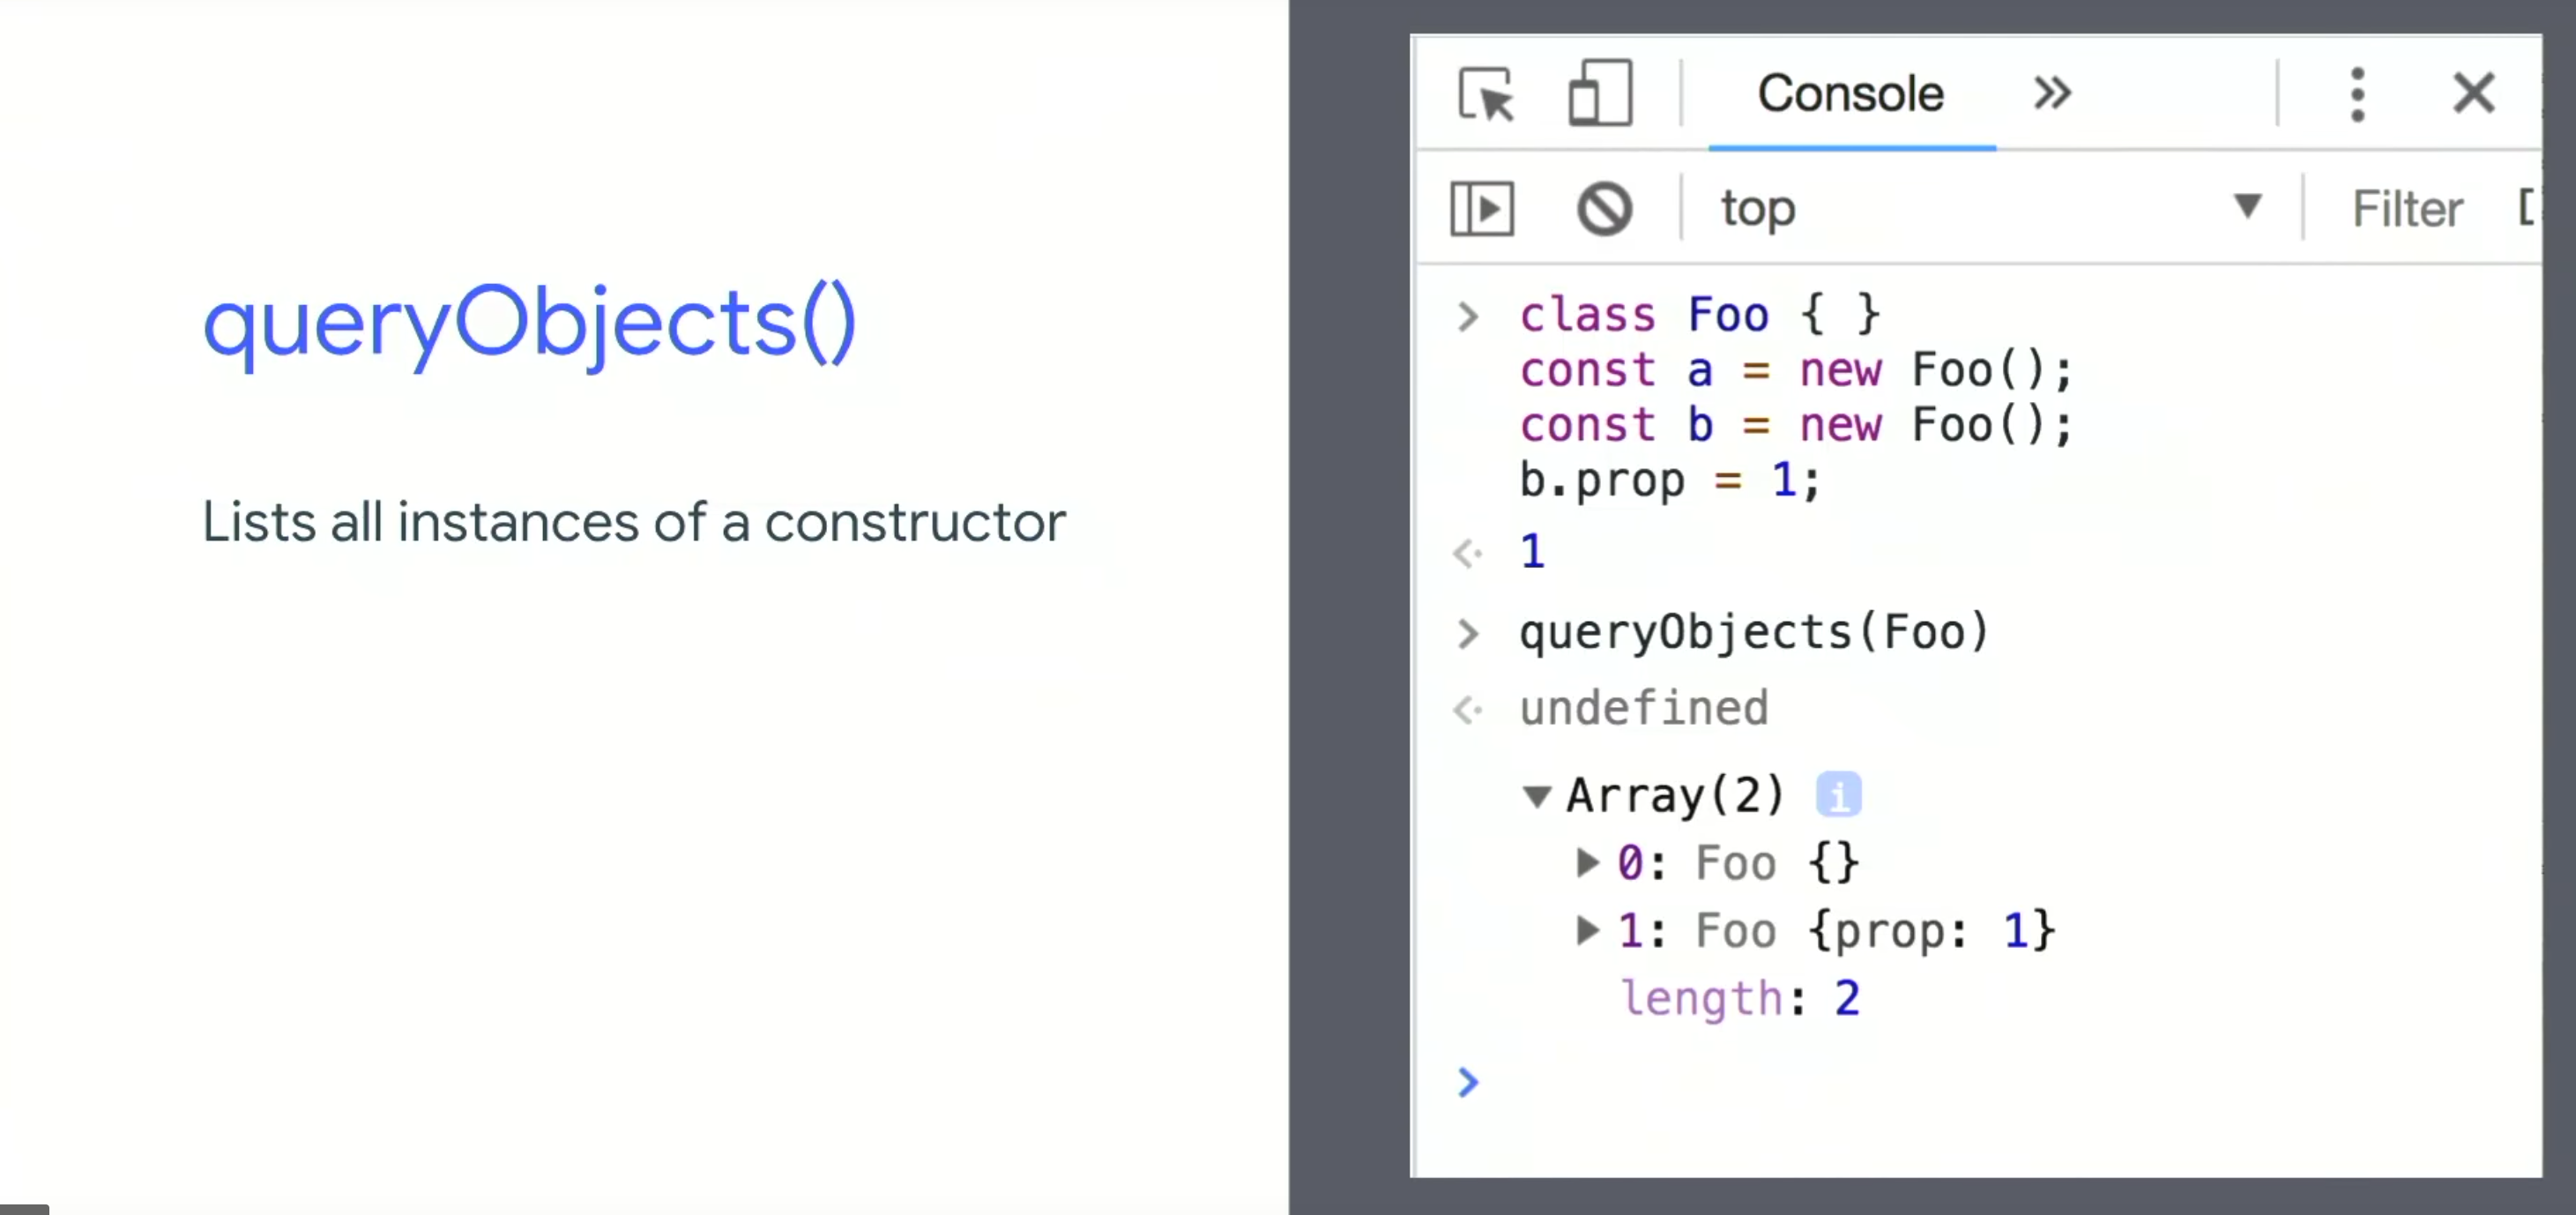 queryObjects()
Lists all instances of a constructor
Console
top
Filter
class Foo { }
const a = new Foo();
const b = new Foo();
b.prop = 1;
1
queryObjects(Foo)
undefined
Array(2) i
0: Foo {}
1: Foo {prop: 1}
length: 2